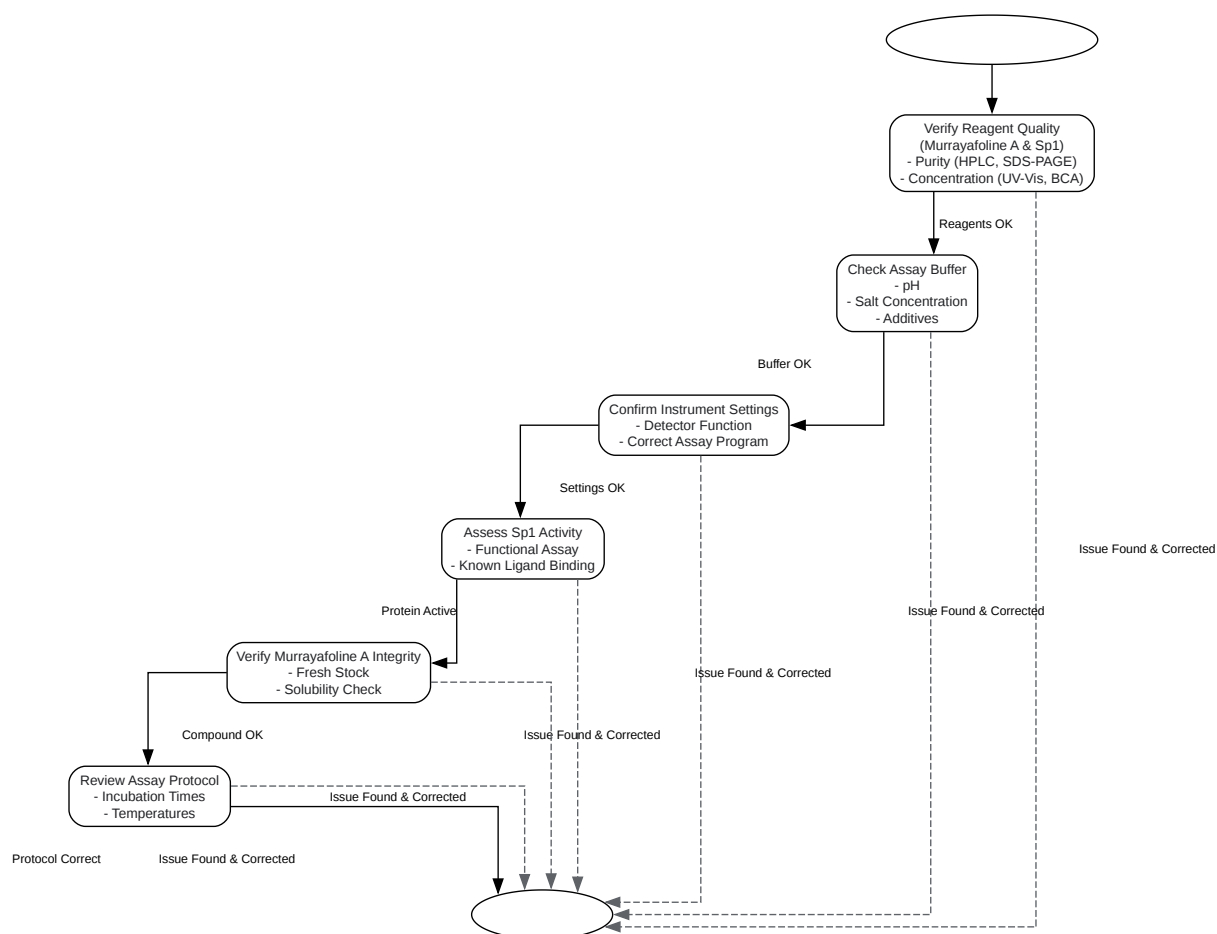 Verify Reagent Quality
(Murrayafoline A & Sp1)
- Purity (HPLC, SDS-PAGE)
- Concentration (UV-Vis, BCA)
Reagents OK
Check Assay Buffer
- pH
- Salt Concentration
- Additives
Buffer OK
Confirm Instrument Settings
- Detector Function
- Correct Assay Program
Settings OK
Assess Sp1 Activity
- Functional Assay
- Known Ligand Binding
Issue Found & Corrected
Protein Active
Issue Found & Corrected
Verify Murrayafoline A Integrity
- Fresh Stock
- Solubility Check
Issue Found & Corrected
Compound OK
Issue Found & Corrected
Review Assay Protocol
- Incubation Times
- Temperatures
Issue Found & Corrected
Protocol Correct
Issue Found & Corrected